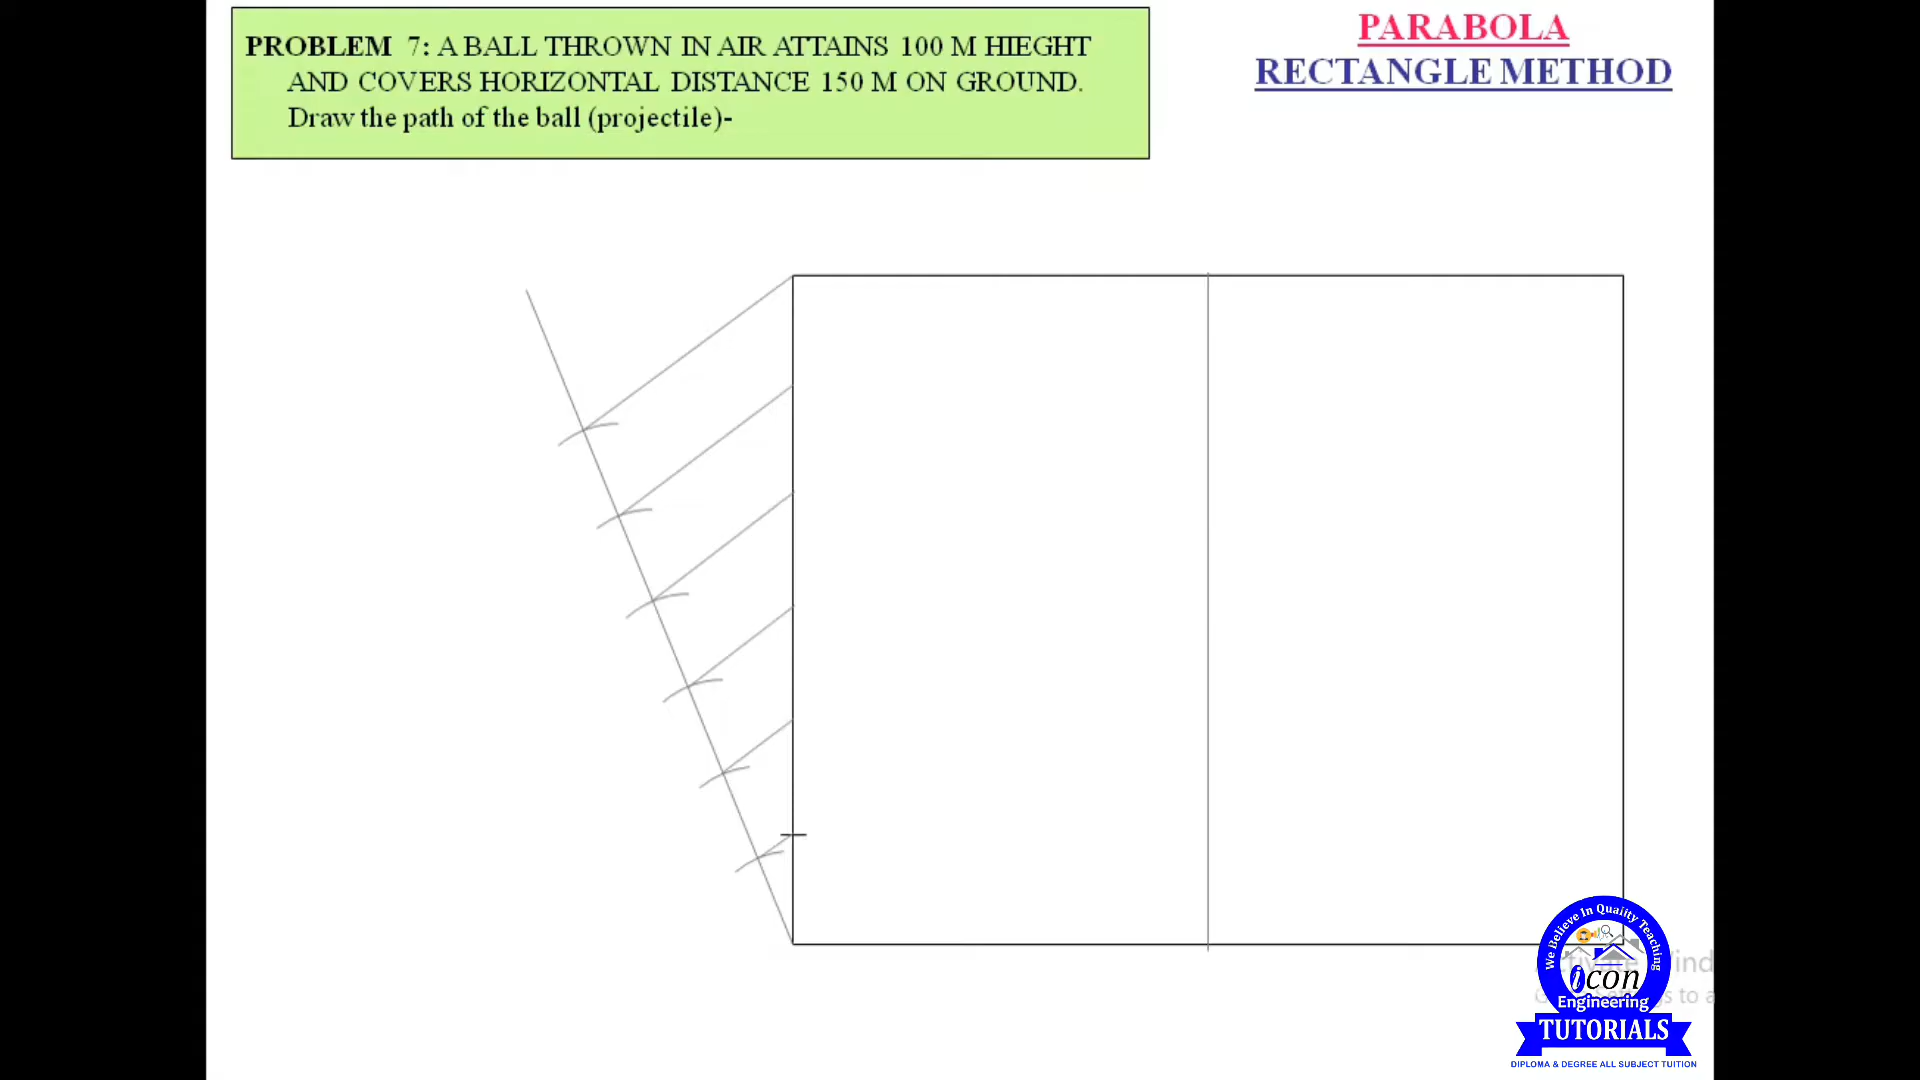 PROBLEM 7: A BALL THROWN IN AIR ATTAINS 100 M HIEGHT
AND COVERS HORIZONTAL DISTANCE 150 M ON GROUND.
Draw the path of the ball (projectile)-
PARABOLA
RECTANGLE METHOD
We Believe In Quality Teaching
icon
Engineering
TUTORIALS
DIPLOMA & DEGREE ALL SUBJECT TUITION